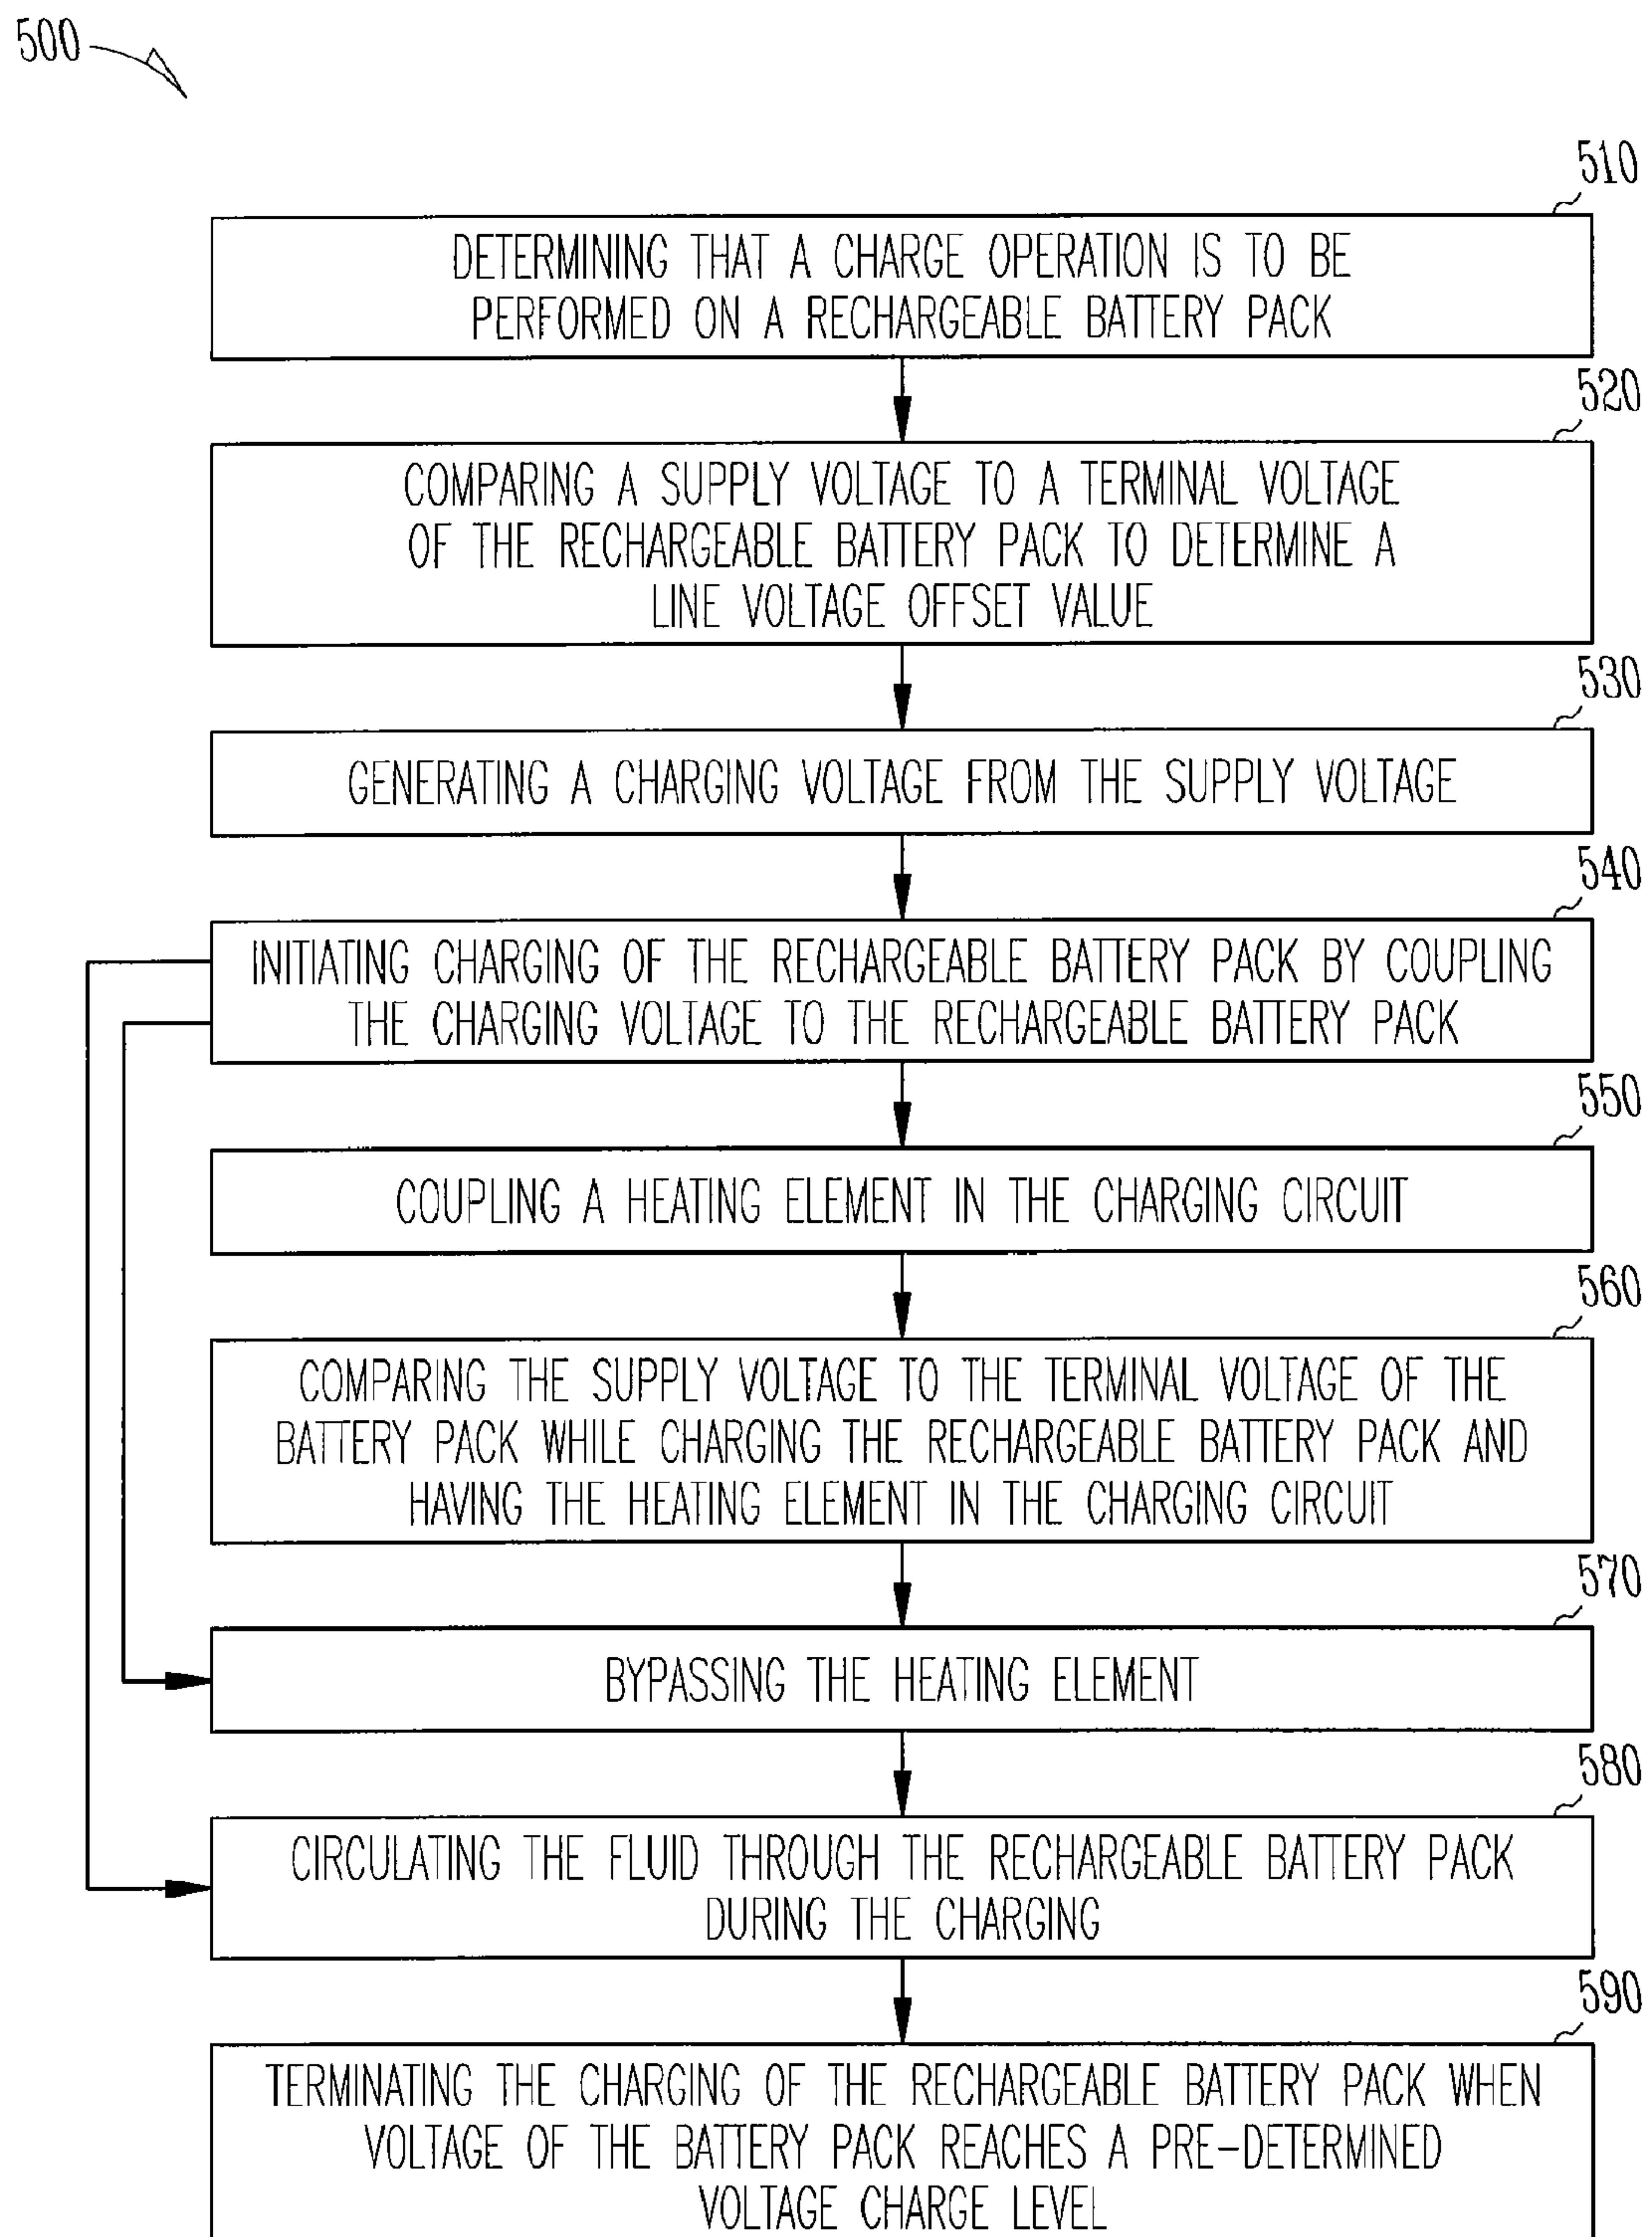 500
510
DETERMINING THAT A CHARGE OPERATION IS TO BE
PERFORMED ON A RECHARGEABLE BATTERY PACK
520
COMPARING A SUPPLY VOLTAGE TO A TERMINAL VOLTAGE
OF THE RECHARGEABLE BATTERY PACK TO DETERMINE A
LINE VOLTAGE OFFSET VALUE
530
GENERATING A CHARGING VOLTAGE FROM THE SUPPLY VOLTAGE
540
INITIATING CHARGING OF THE RECHARGEABLE BATTERY PACK BY COUPLING
THE CHARGING VOLTAGE TO THE RECHARGEABLE BATTERY PACK
550
COUPLING A HEATING ELEMENT IN THE CHARGING CIRCUIT
560
COMPARING THE SUPPLY VOLTAGE TO THE TERMINAL VOLTAGE OF THE
BATTERY PACK WHILE CHARGING THE RECHARGEABLE BATTERY PACK AND
HAVING THE HEATING ELEMENT IN THE CHARGING CIRCUIT
570
BYPASSING THE HEATING ELEMENT
580
CIRCULATING THE FLUID THROUGH THE RECHARGEABLE BATTERY PACK
DURING THE CHARGING
590
TERMINATING THE CHARGING OF THE RECHARGEABLE BATTERY PACK WHEN
VOLTAGE OF THE BATTERY PACK REACHES A PRE-DETERMINED
VOLTAGE CHARGE LEVEL